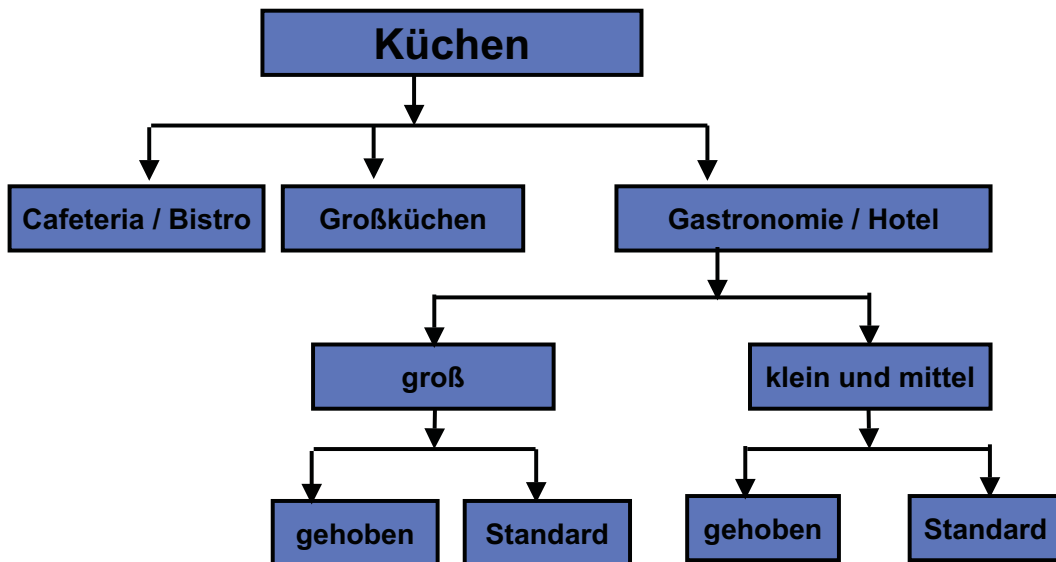 Küchen
Cafeteria / Bistro
Großküchen
Gastronomie / Hotel
groß
klein und mittel
gehoben
Standard
gehoben
Standard